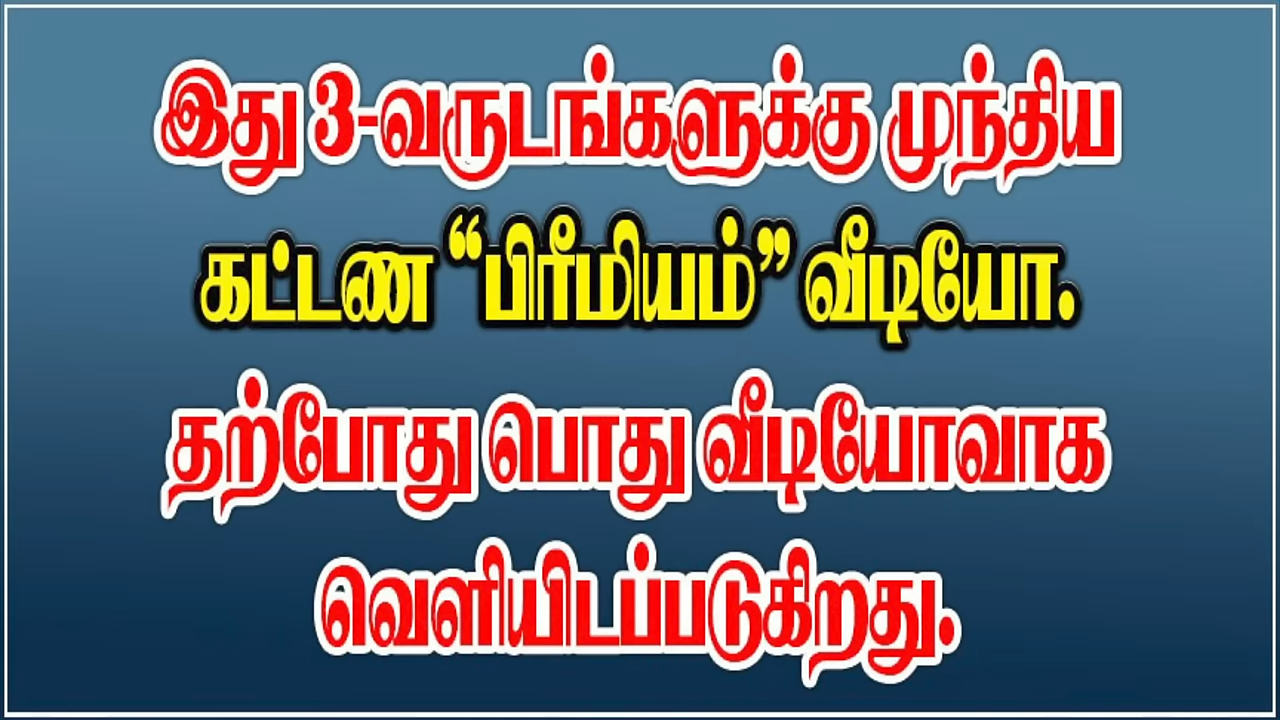 இது 3-வருடங்களுக்கு முந்திய
கட்டண “பிரீமியம்” வீடியோ.
தற்போது பொது வீடியோவாக
வெளியிடப்படுகிறது.